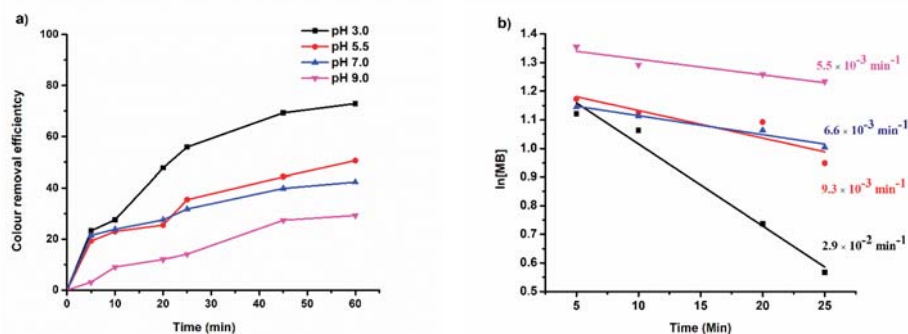 a)
pH 3.0
pH 5.5
pH 7.0
pH 9.0
100
80
60
40
20
0
Colour removal efficientcy
0 10 20 30 40 50 60
Time (min)
b)
1.4
1.3
1.2
1.1
1.0
0.9
0.8
0.7
0.6
0.5
ln[MB]
5.5 × 10⁻³ min⁻¹
6.6 × 10⁻³ min⁻¹
9.3 × 10⁻³ min⁻¹
2.9 × 10⁻² min⁻¹
5 10 15 20 25
Time (Min)